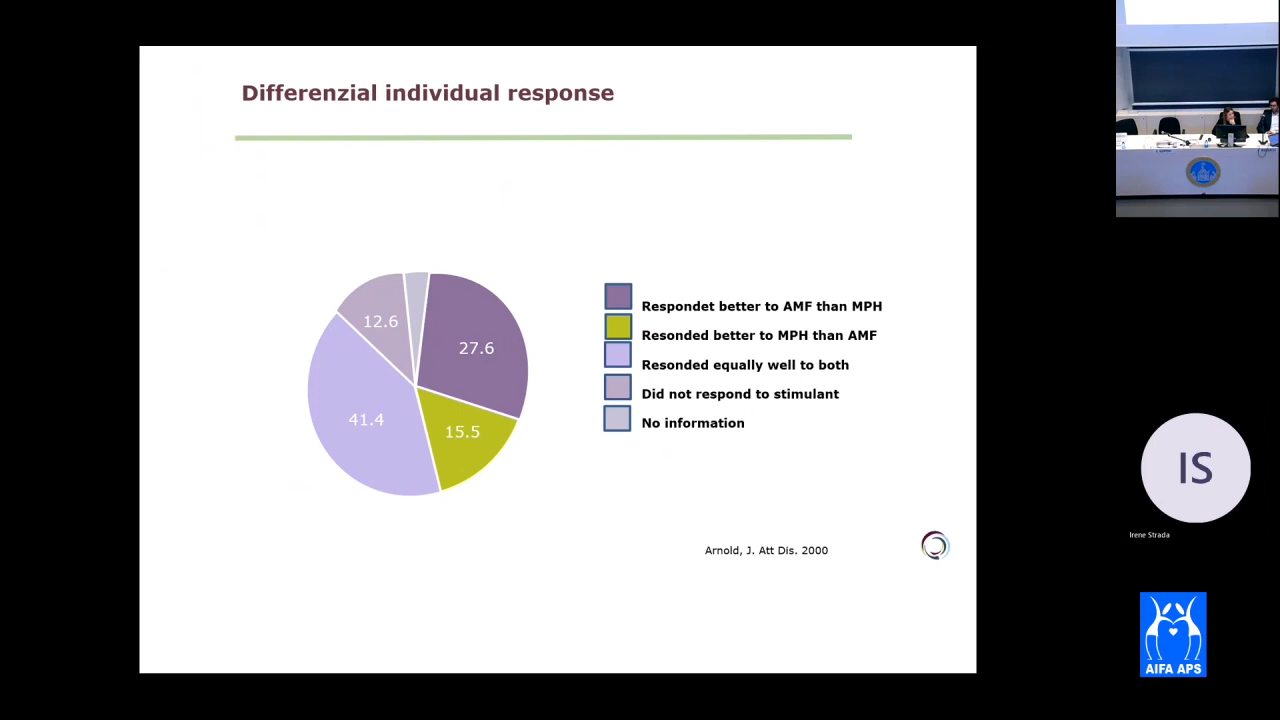 Differenzial individual response
12.6
27.6
41.4
15.5
Respondet better to AMF than MPH
Resonded better to MPH than AMF
Resonded equally well to both
Did not respond to stimulant
No information
Arnold, J. Att Dis. 2000
IS
Irene Strada
AIFA APS